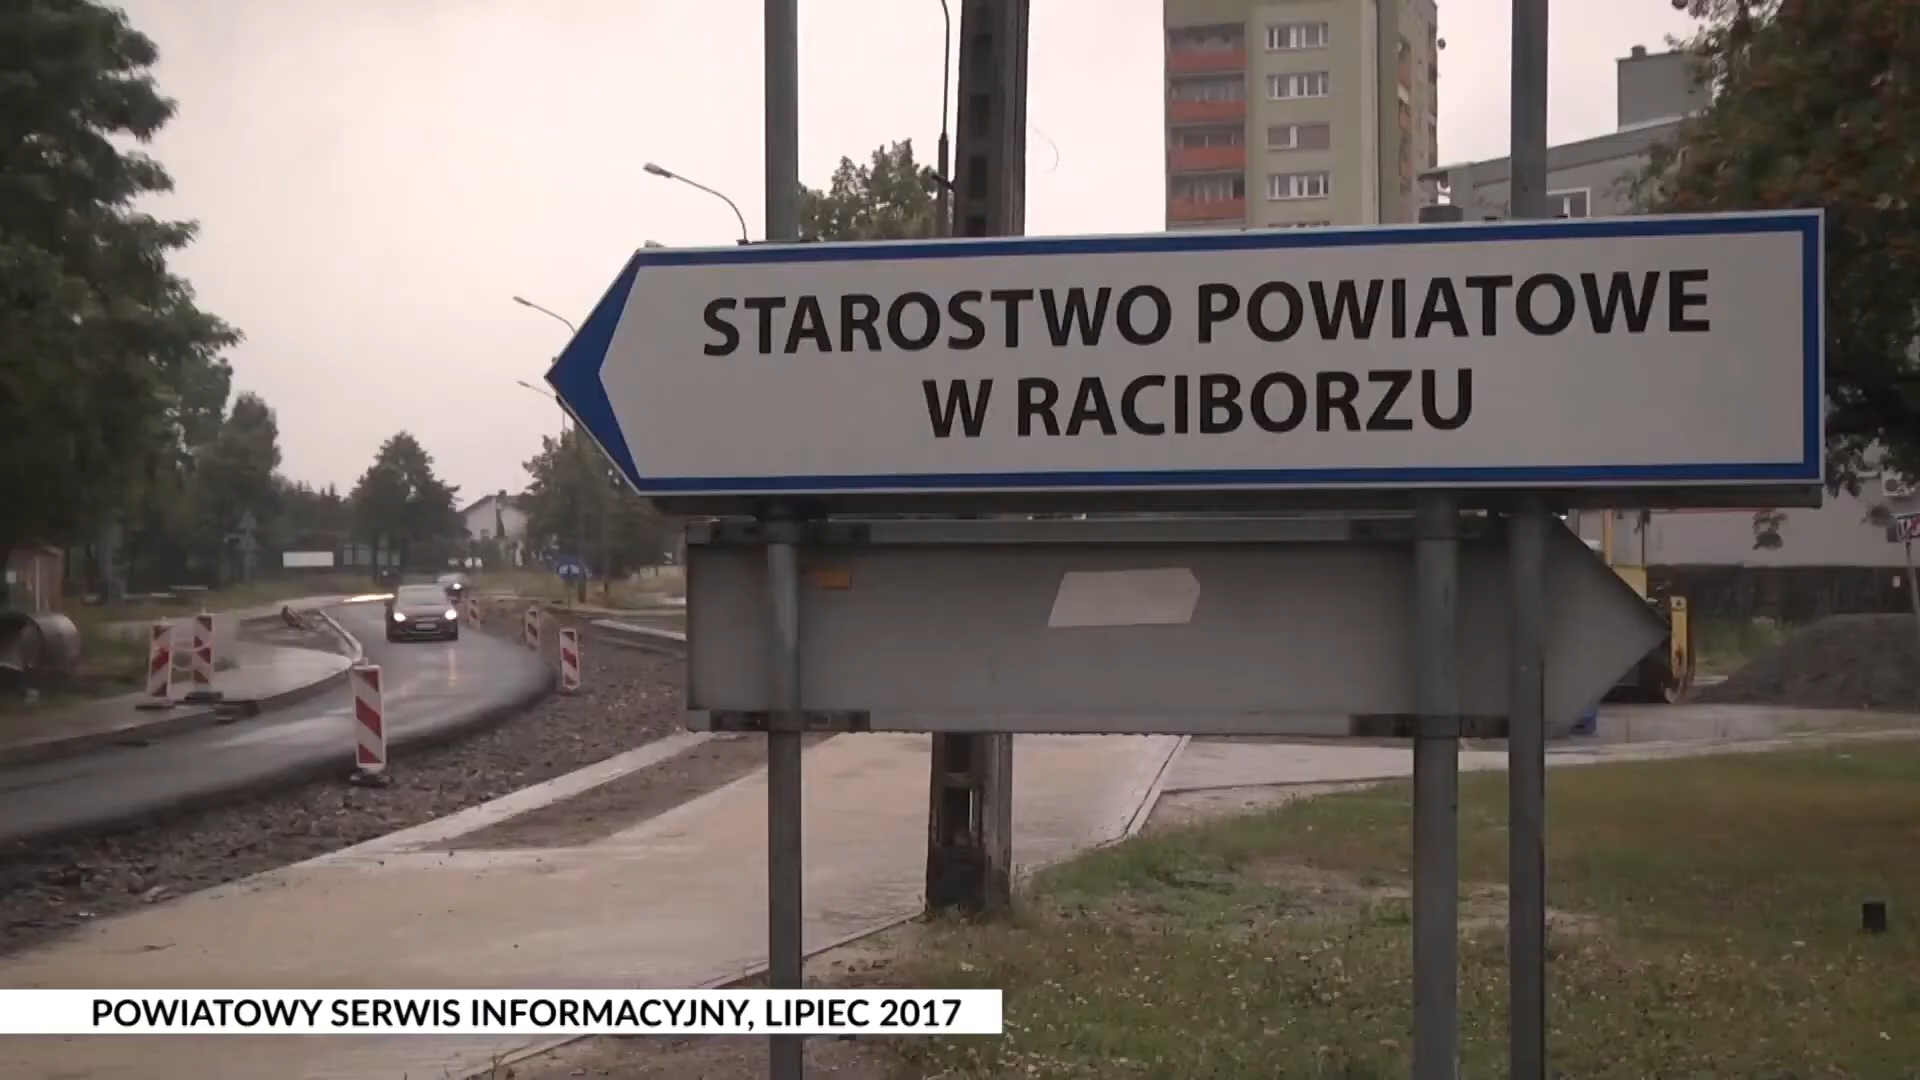 STAROSTWO POWIATOWE
W RACIBORZU
POWIATOWY SERWIS INFORMACYJNY, LIPIEC 2017